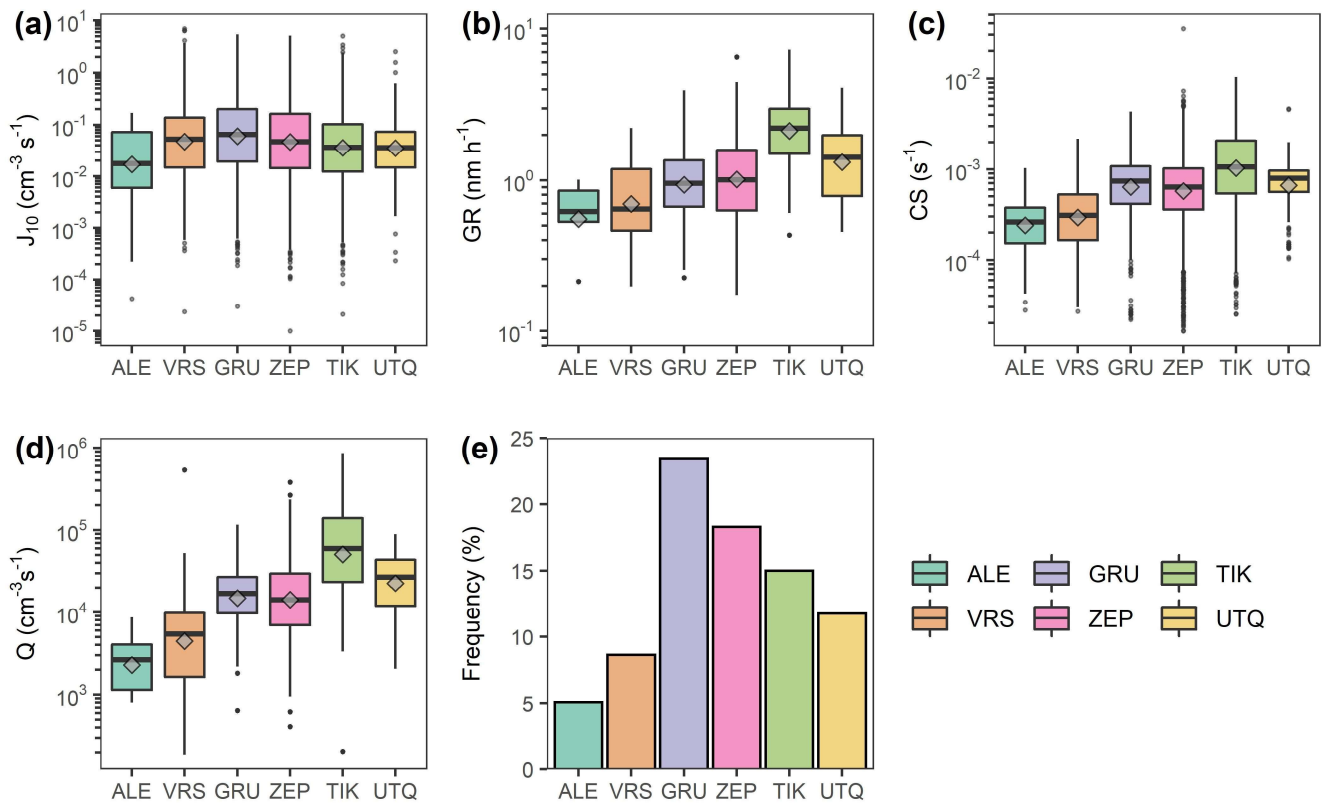 (a)
J₁₀ (cm⁻³ s⁻¹)
10¹
10⁰
10⁻¹
10⁻²
10⁻³
10⁻⁴
10⁻⁵
ALE VRS GRU ZEP TIK UTQ
(b)
GR (nm h⁻¹)
10¹
10⁰
10⁻¹
ALE VRS GRU ZEP TIK UTQ
(c)
CS (s⁻¹)
10⁻²
10⁻³
10⁻⁴
ALE VRS GRU ZEP TIK UTQ
(d)
Q (cm⁻³s⁻¹)
10⁶
10⁵
10⁴
10³
ALE VRS GRU ZEP TIK UTQ
(e)
Frequency (%)
25
20
15
10
5
0
ALE VRS GRU ZEP TIK UTQ
ALE GRU TIK
VRS ZEP UTQ